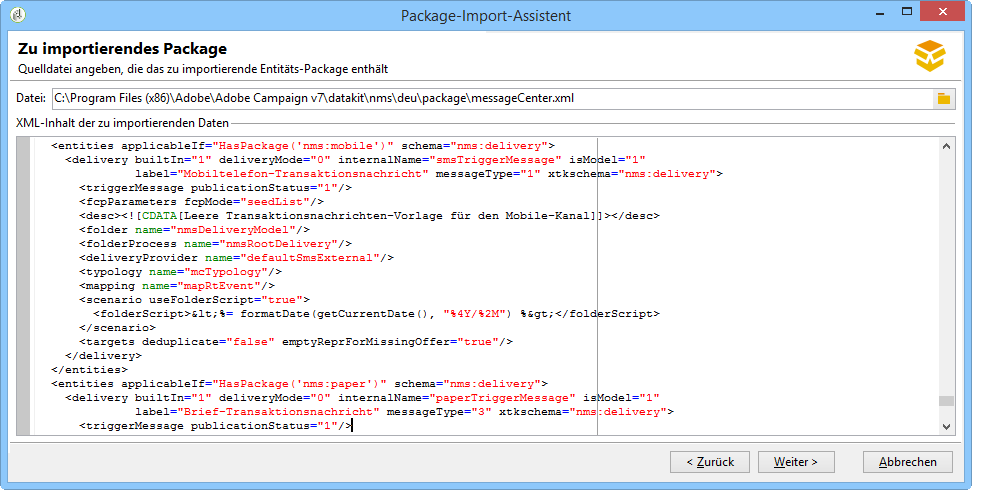 Package-Import-Assistent
Zu importierendes Package
Quelldatei angeben, die das zu importierende Entitäts-Package enthält
Datei: C:\Program Files (x86)\Adobe\Adobe Campaign v7\datakit\nms\deu\package\messageCenter.xml
XML-Inhalt der zu importierenden Daten
<entities applicableIf="HasPackage('nms:mobile')" schema="nms:delivery">
<delivery builtIn="1" deliveryMode="0" internalName="smsTriggerMessage" isModel="1"
label="Mobiltelefon-Transaktionsnachricht" messageType="1" xtkschema="nms:delivery">
<triggerMessage publicationStatus="1"/>
<fcpParameters fcpMode="seedList"/>
<desc><![CDATA[Leere Transaktionsnachrichten-Vorlage für den Mobile-Kanal]]></desc>
<folder name="nmsDeliveryModel"/>
<folderProcess name="nmsRootDelivery"/>
<deliveryProvider name="defaultSmsExternal"/>
<typology name="mcTypology"/>
<mapping name="mapRtEvent"/>
<scenario useFolderScript="true">
<folderScript>&lt;%= formatDate(getCurrentDate(), "%4Y/%2M") %&gt;</folderScript>
</scenario>
<targets deduplicate="false" emptyReprForMissingOffer="true"/>
</delivery>
</entities>
<entities applicableIf="HasPackage('nms:paper')" schema="nms:delivery">
<delivery builtIn="1" deliveryMode="0" internalName="paperTriggerMessage" isModel="1"
label="Brief-Transaktionsnachricht" messageType="3" xtkschema="nms:delivery">
<triggerMessage publicationStatus="1"/>
< Zurück Weiter > Abbrechen